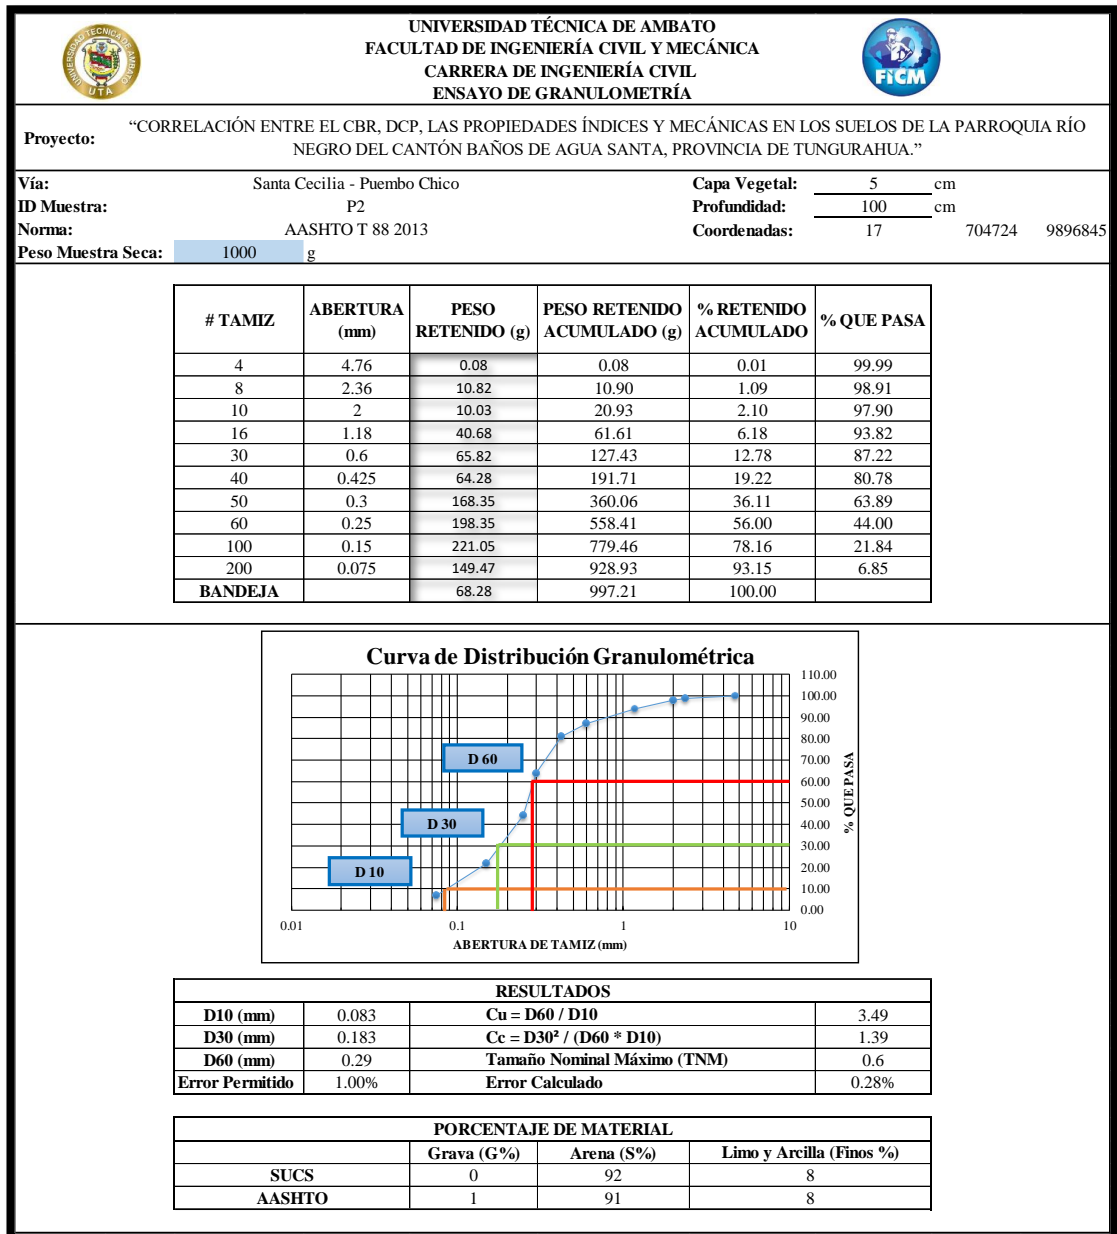 UNIVERSIDAD TÉCNICA DE AMBATO
FACULTAD DE INGENIERÍA CIVIL Y MECÁNICA
CARRERA DE INGENIERÍA CIVIL
ENSAYO DE GRANULOMETRÍA
UNIVERSIDAD TECNICA DE AMBATO
UTA
FICM
Proyecto: “CORRELACIÓN ENTRE EL CBR, DCP, LAS PROPIEDADES ÍNDICES Y MECÁNICAS EN LOS SUELOS DE LA PARROQUIA RÍO
NEGRO DEL CANTÓN BAÑOS DE AGUA SANTA, PROVINCIA DE TUNGURAHUA.”
Vía: Santa Cecilia - Puembo Chico Capa Vegetal: 5 cm
ID Muestra: P2 Profundidad: 100 cm
Norma: AASHTO T 88 2013 Coordenadas: 17 704724 9896845
Peso Muestra Seca: 1000 g
# TAMIZ ABERTURA (mm) PESO RETENIDO (g) PESO RETENIDO ACUMULADO (g) % RETENIDO ACUMULADO % QUE PASA
4 4.76 0.08 0.08 0.01 99.99
8 2.36 10.82 10.90 1.09 98.91
10 2 10.03 20.93 2.10 97.90
16 1.18 40.68 61.61 6.18 93.82
30 0.6 65.82 127.43 12.78 87.22
40 0.425 64.28 191.71 19.22 80.78
50 0.3 168.35 360.06 36.11 63.89
60 0.25 198.35 558.41 56.00 44.00
100 0.15 221.05 779.46 78.16 21.84
200 0.075 149.47 928.93 93.15 6.85
BANDEJA 68.28 997.21 100.00
Curva de Distribución Granulométrica
110.00
100.00
90.00
80.00
70.00
60.00
50.00
40.00
30.00
20.00
10.00
0.00
% QUE PASA
D 60
D 30
D 10
0.01 0.1 1 10
ABERTURA DE TAMIZ (mm)
RESULTADOS
D10 (mm) 0.083 Cu = D60 / D10 3.49
D30 (mm) 0.183 Cc = D30² / (D60 * D10) 1.39
D60 (mm) 0.29 Tamaño Nominal Máximo (TNM) 0.6
Error Permitido 1.00% Error Calculado 0.28%
PORCENTAJE DE MATERIAL
Grava (G%) Arena (S%) Limo y Arcilla (Finos %)
SUCS 0 92 8
AASHTO 1 91 8